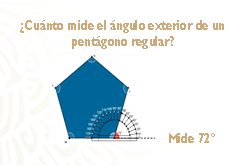 ¿Cuánto mide el ángulo exterior de un
pentágono regular?
Mide 72°